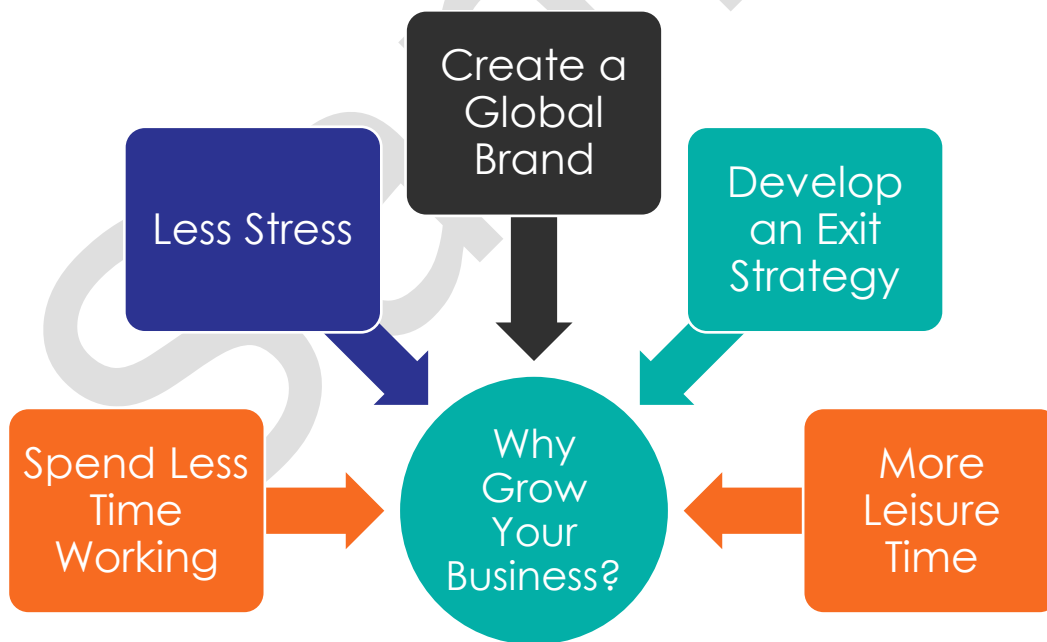 Create a
Global
Brand
Less Stress
Develop
an Exit
Strategy
Spend Less
Time
Working
Why
Grow
Your
Business?
More
Leisure
Time